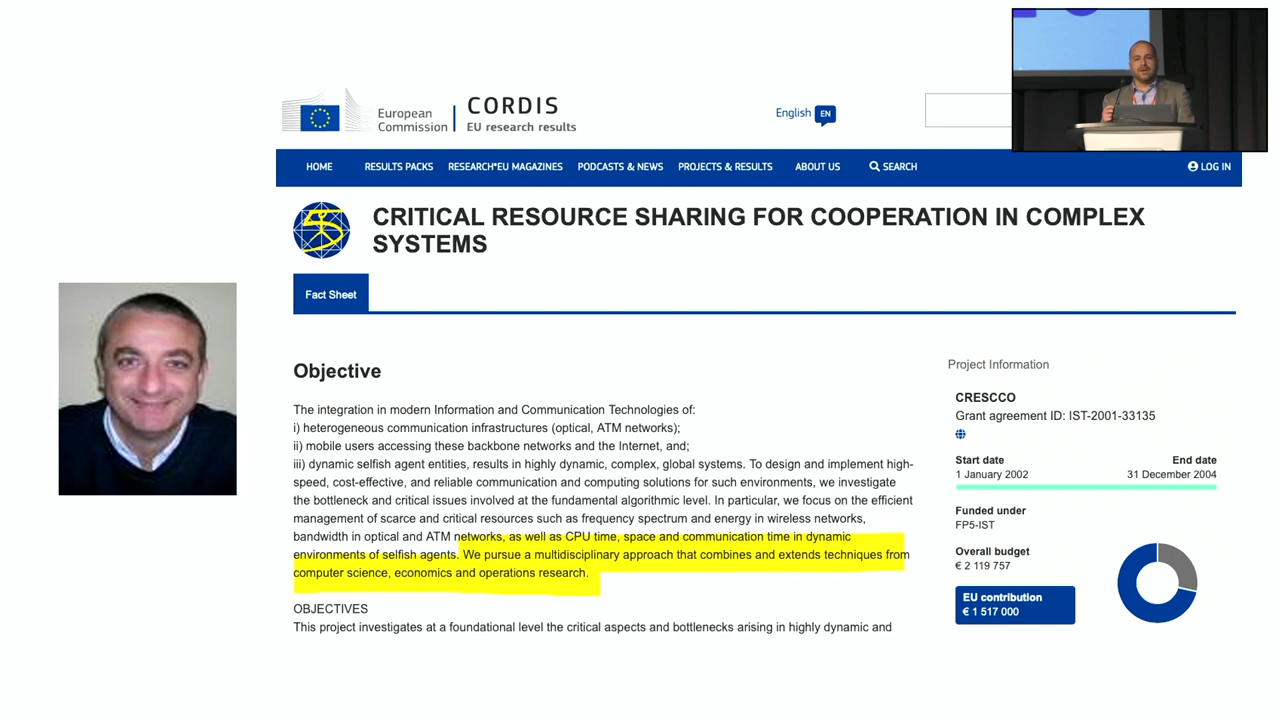 European
Commission
CORDIS
EU research results
English EN
HOME RESULTS PACKS RESEARCH*EU MAGAZINES PODCASTS & NEWS PROJECTS & RESULTS ABOUT US SEARCH LOG IN
CRITICAL RESOURCE SHARING FOR COOPERATION IN COMPLEX
SYSTEMS
Fact Sheet
Objective
The integration in modern Information and Communication Technologies of:
i) heterogeneous communication infrastructures (optical, ATM networks);
ii) mobile users accessing these backbone networks and the Internet, and;
iii) dynamic selfish agent entities, results in highly dynamic, complex, global systems. To design and implement high-
speed, cost-effective, and reliable communication and computing solutions for such environments, we investigate
the bottleneck and critical issues involved at the fundamental algorithmic level. In particular, we focus on the efficient
management of scarce and critical resources such as frequency spectrum and energy in wireless networks,
bandwidth in optical and ATM networks, as well as CPU time, space and communication time in dynamic
environments of selfish agents. We pursue a multidisciplinary approach that combines and extends techniques from
computer science, economics and operations research.
OBJECTIVES
This project investigates at a foundational level the critical aspects and bottlenecks arising in highly dynamic and
Project Information
CRESCCO
Grant agreement ID: IST-2001-33135
Start date End date
1 January 2002 31 December 2004
Funded under
FP5-IST
Overall budget
€ 2 119 757
EU contribution
€ 1 517 000